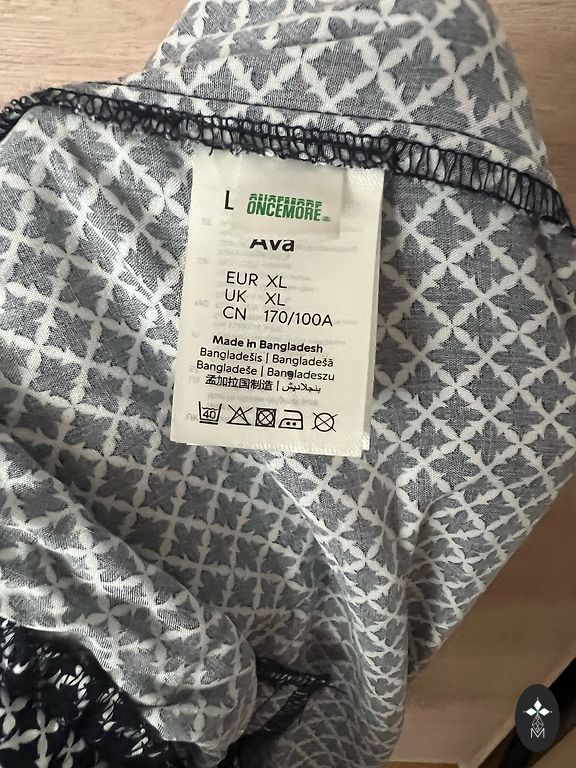 L ONCEMORE
Ava
EUR XL
UK XL
CN 170/100A
Made in Bangladesh
Bangladešis | Bangladešā
Bangladeše | Bangladeszu
孟加拉国制造 | بنجلاديش
40